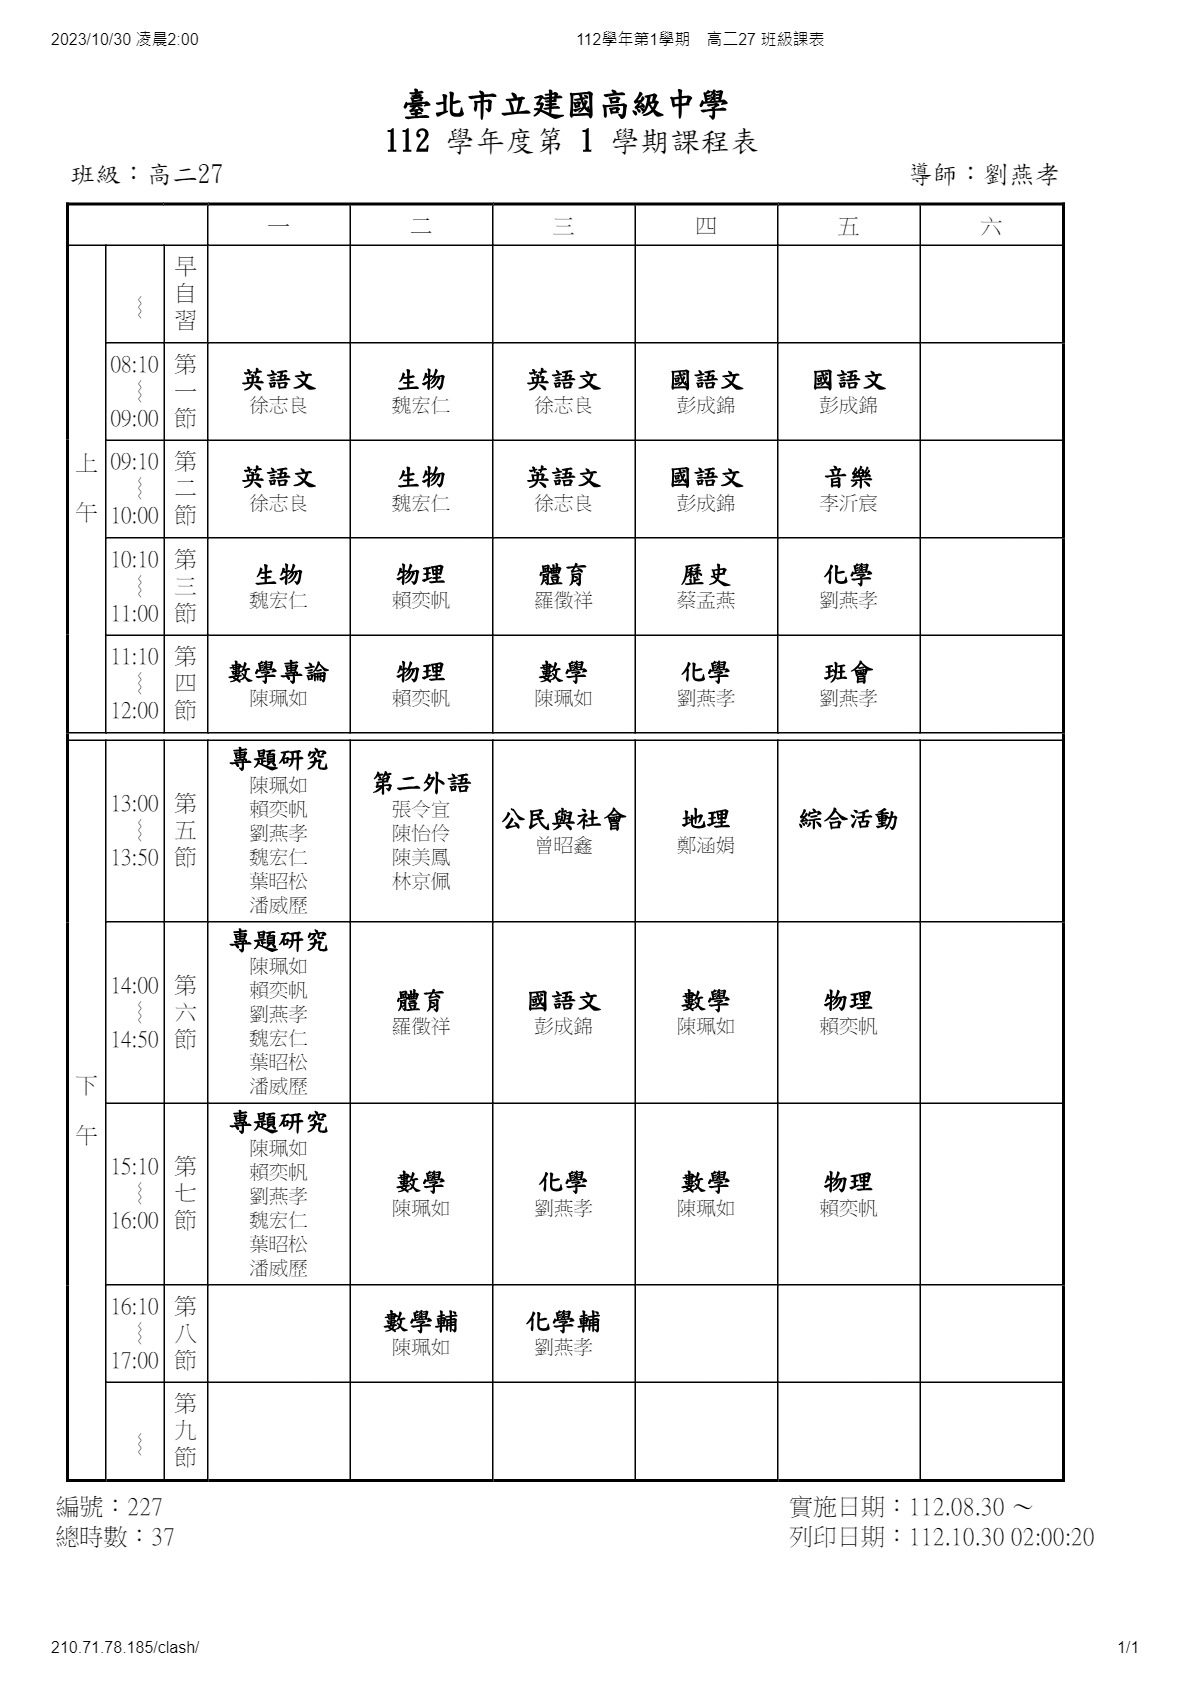 2023/10/30 凌晨2:00 112學年第1學期 高二27 班級課表
臺北市立建國高級中學
112 學年度第 1 學期課程表
班級：高二27 導師：劉燕孝
一 二 三 四 五 六
上午
～ 早自習
08:10 ～ 09:00 第一節
英語文 生物 英語文 國語文 國語文
徐志良 魏宏仁 徐志良 彭成錦 彭成錦
09:10 ～ 10:00 第二節
英語文 生物 英語文 國語文 音樂
徐志良 魏宏仁 徐志良 彭成錦 李沂宸
10:10 ～ 11:00 第三節
生物 物理 體育 歷史 化學
魏宏仁 賴奕帆 羅徵祥 蔡孟燕 劉燕孝
11:10 ～ 12:00 第四節
數學專論 物理 數學 化學 班會
陳珮如 賴奕帆 陳珮如 劉燕孝 劉燕孝
下午
13:00 ～ 13:50 第五節
專題研究
陳珮如
賴奕帆
劉燕孝
魏宏仁
葉昭松
潘威歷
第二外語
張令宜
陳怡伶
陳美鳳
林京佩
公民與社會
曾昭鑫
地理
鄭涵娟
綜合活動
14:00 ～ 14:50 第六節
專題研究
陳珮如
賴奕帆
劉燕孝
魏宏仁
葉昭松
潘威歷
體育 國語文 數學 物理
羅徵祥 彭成錦 陳珮如 賴奕帆
15:10 ～ 16:00 第七節
專題研究
陳珮如
賴奕帆
劉燕孝
魏宏仁
葉昭松
潘威歷
數學 化學 數學 物理
陳珮如 劉燕孝 陳珮如 賴奕帆
16:10 ～ 17:00 第八節
數學輔 化學輔
陳珮如 劉燕孝
～ 第九節
編號：227 實施日期：112.08.30 ～
總時數：37 列印日期：112.10.30 02:00:20
210.71.78.185/clash/ 1/1